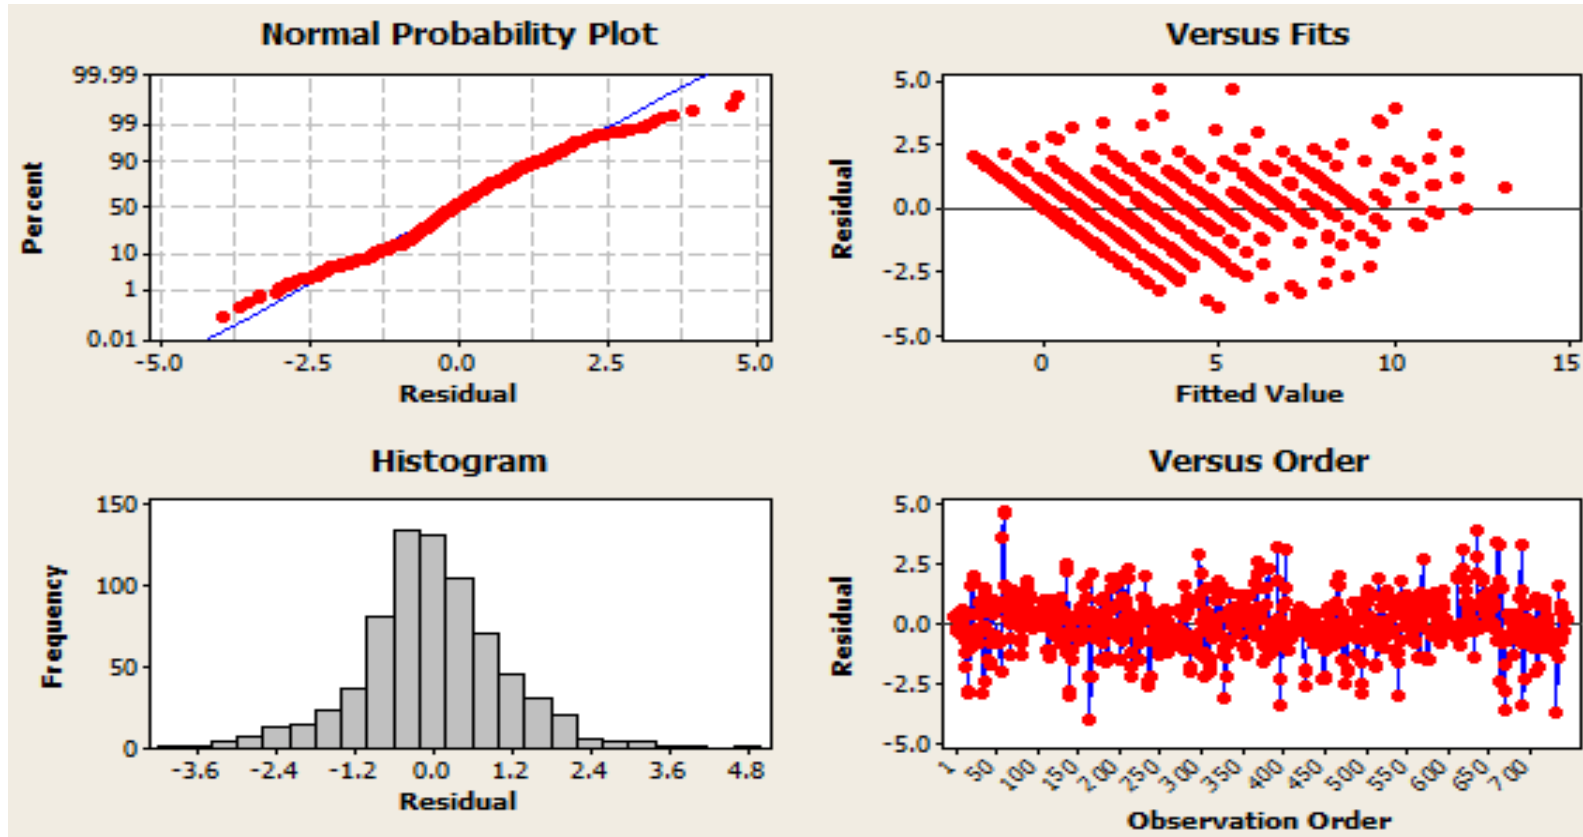 Normal Probability Plot
99.99
99
90
50
10
1
0.01
Percent
-5.0 -2.5 0.0 2.5 5.0
Residual
Versus Fits
5.0
2.5
0.0
-2.5
-5.0
Residual
0 5 10 15
Fitted Value
Histogram
150
100
50
0
Frequency
-3.6 -2.4 -1.2 0.0 1.2 2.4 3.6 4.8
Residual
Versus Order
5.0
2.5
0.0
-2.5
-5.0
Residual
1 50 100 150 200 250 300 350 400 450 500 550 600 650 700
Observation Order